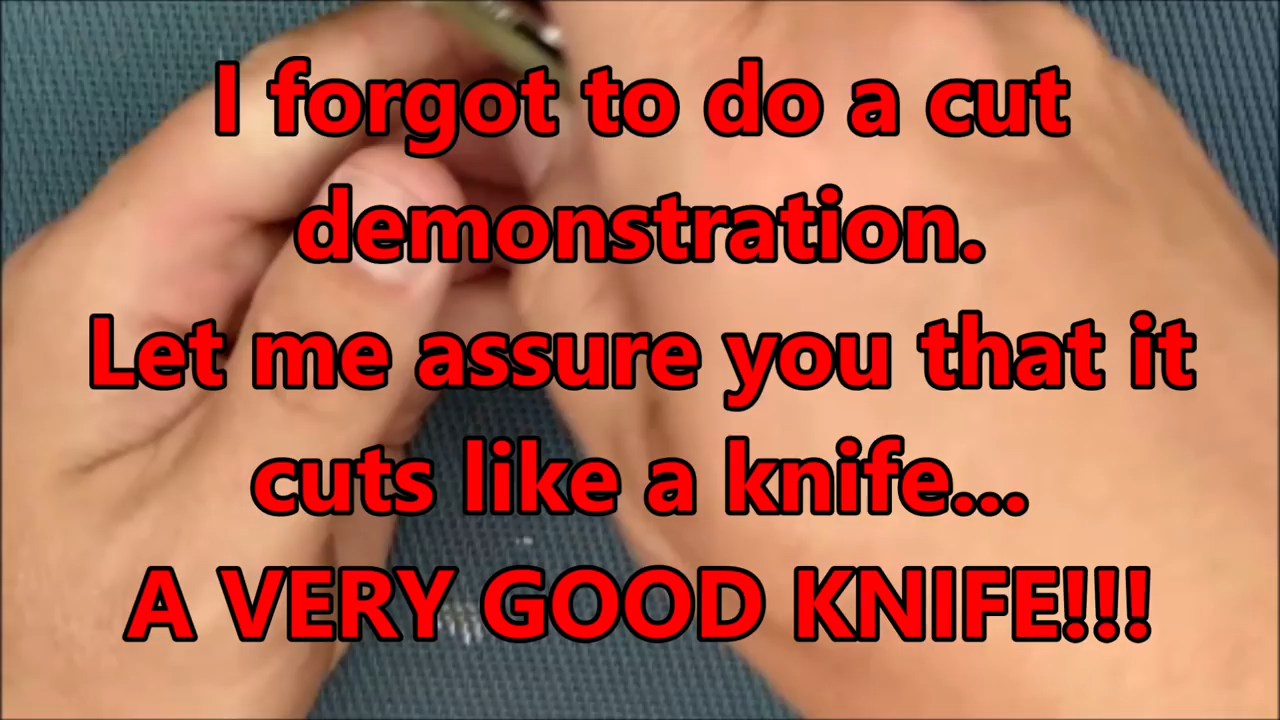 I forgot to do a cut
demonstration.
Let me assure you that it
cuts like a knife...
A VERY GOOD KNIFE!!!